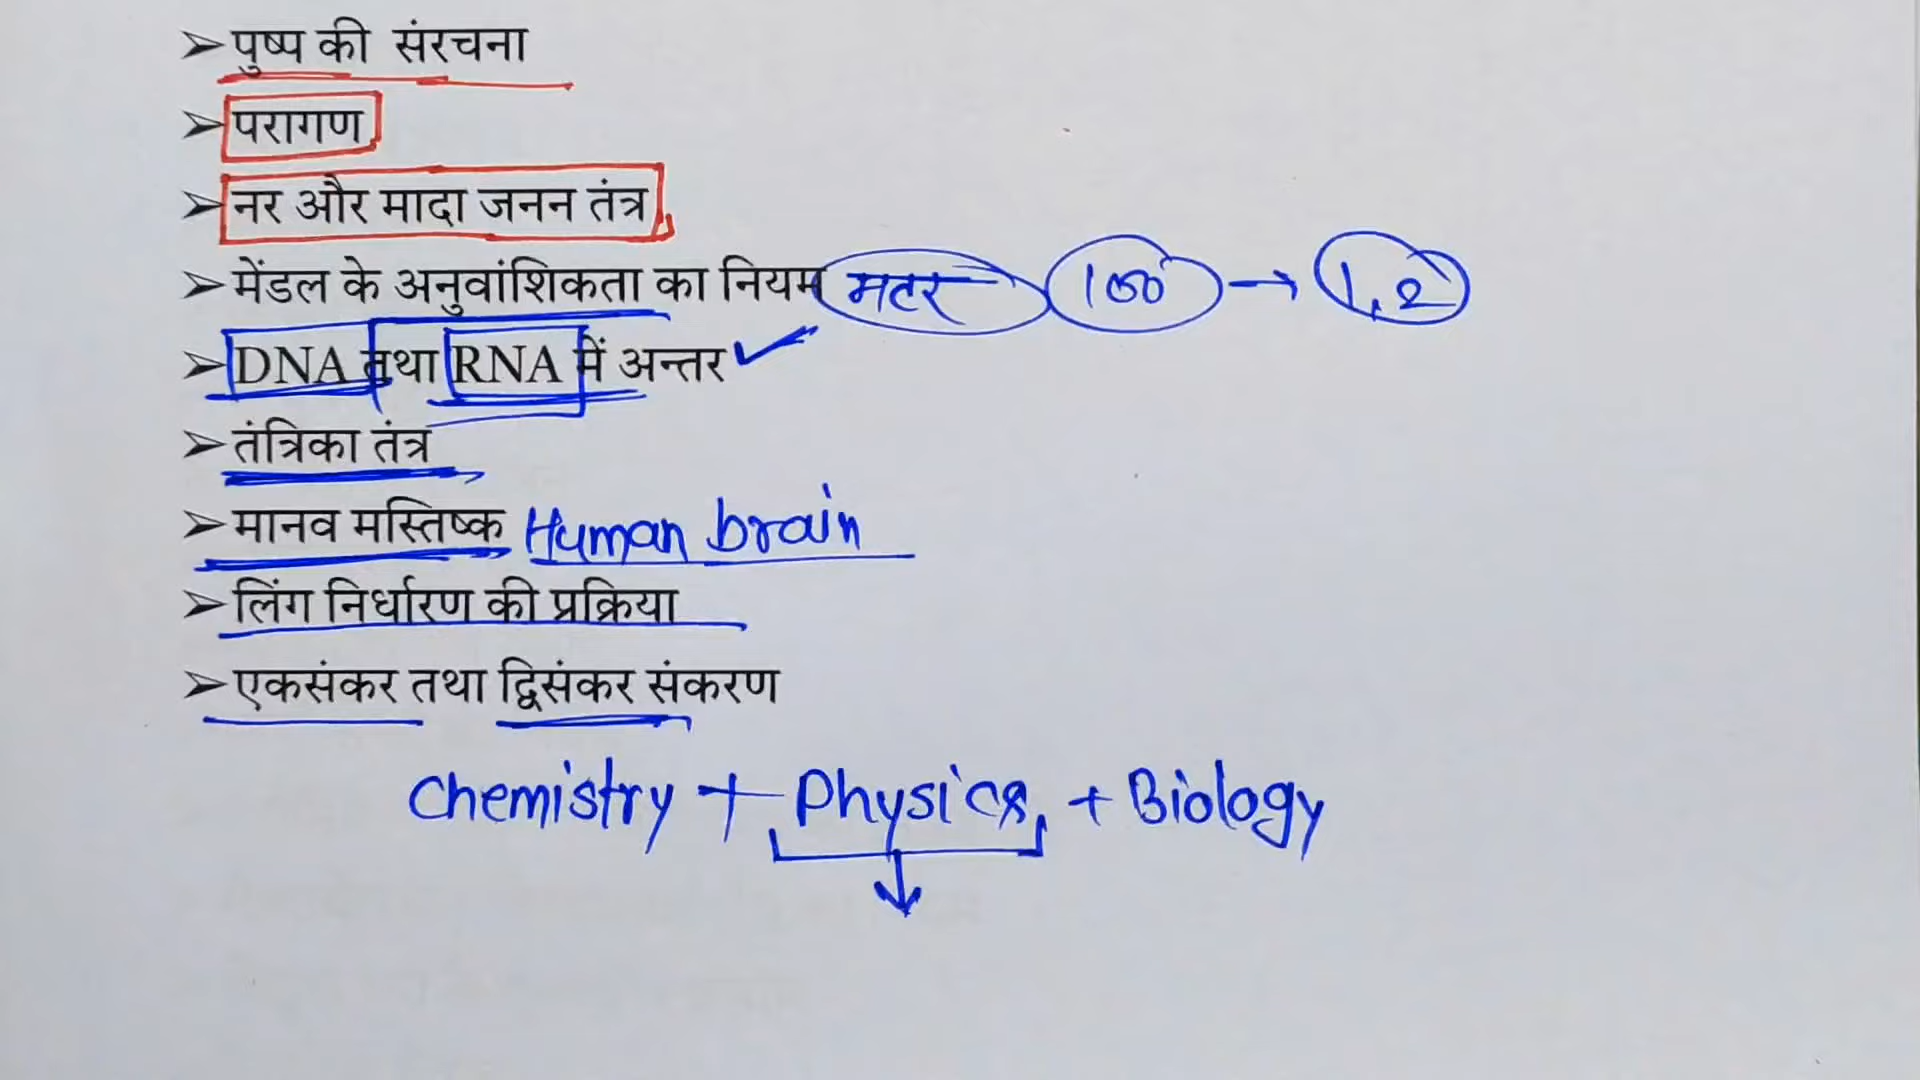 ➢पुष्प की संरचना
➢परागण
➢नर और मादा जनन तंत्र
➢मेंडल के अनुवांशिकता का नियम मटर 100 → 1, 2
➢DNA तथा RNA में अन्तर ✓
➢तंत्रिका तंत्र
➢मानव मस्तिष्क Human brain
➢लिंग निर्धारण की प्रक्रिया
➢एकसंकर तथा द्विसंकर संकरण
Chemistry + Physics + Biology